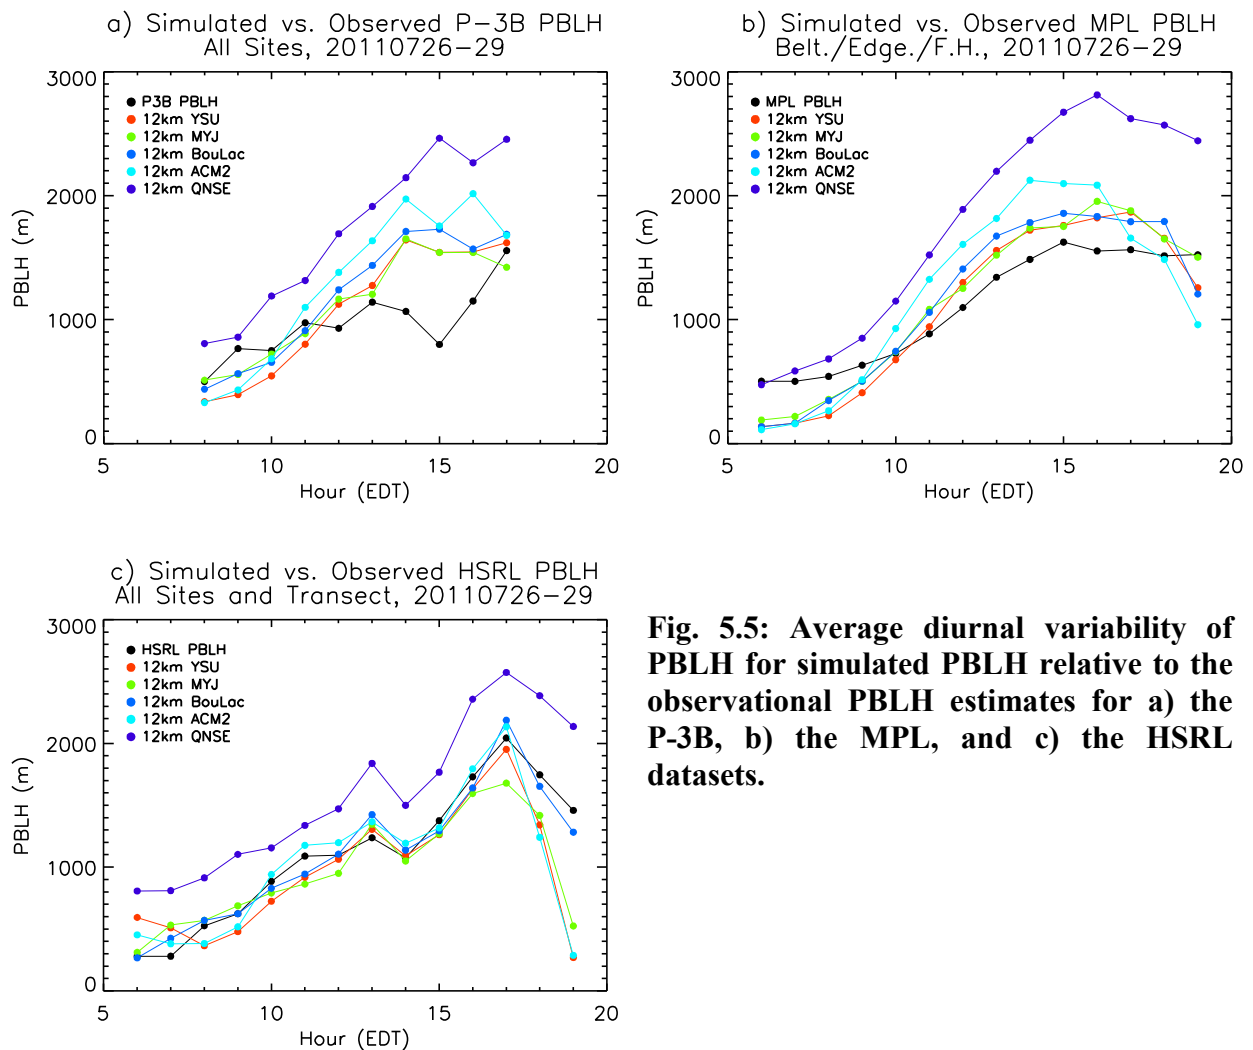 a) Simulated vs. Observed P-3B PBLH
All Sites, 20110726-29
3000
2000
1000
0
PBLH (m)
P3B PBLH
12km YSU
12km MYJ
12km BouLac
12km ACM2
12km QNSE
5
10
15
20
Hour (EDT)
b) Simulated vs. Observed MPL PBLH
Belt./Edge./F.H., 20110726-29
3000
2000
1000
0
PBLH (m)
MPL PBLH
12km YSU
12km MYJ
12km BouLac
12km ACM2
12km QNSE
5
10
15
20
Hour (EDT)
c) Simulated vs. Observed HSRL PBLH
All Sites and Transect, 20110726-29
3000
2000
1000
0
PBLH (m)
HSRL PBLH
12km YSU
12km MYJ
12km BouLac
12km ACM2
12km QNSE
5
10
15
20
Hour (EDT)
Fig. 5.5: Average diurnal variability of
PBLH for simulated PBLH relative to the
observational PBLH estimates for a) the
P-3B, b) the MPL, and c) the HSRL
datasets.